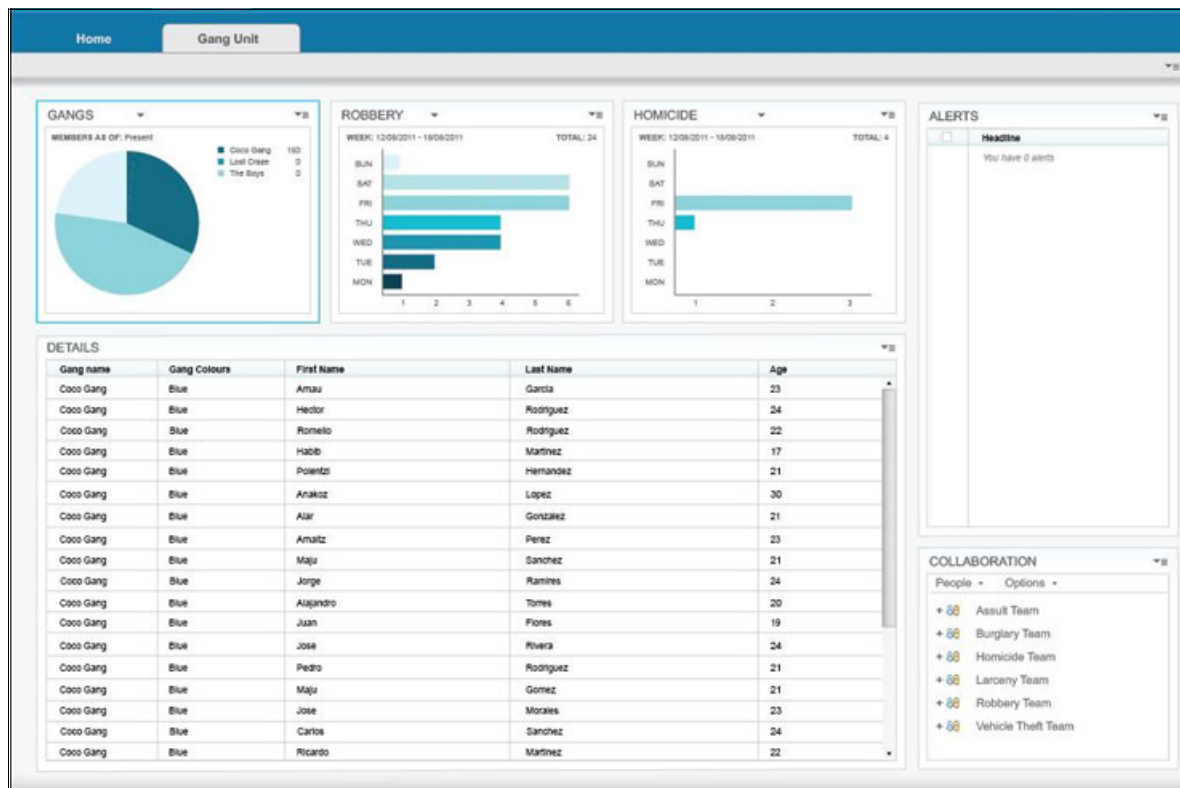 Home Gang Unit
GANGS
MEMBERS AS OF: Present
Coco Gang 160
Lost Craze 0
The Boys 0
ROBBERY
WEEK: 12/08/2011 - 18/08/2011 TOTAL: 24
SUN
SAT
FRI
THU
WED
TUE
MON
1 2 3 4 5 6
HOMICIDE
WEEK: 12/08/2011 - 18/08/2011 TOTAL: 4
SUN
SAT
FRI
THU
WED
TUE
MON
1 2 3
ALERTS
Headline
You have 0 alerts
DETAILS
Gang name Gang Colours First Name Last Name Age
Coco Gang Blue Arnau Garcia 23
Coco Gang Blue Hector Rodriguez 24
Coco Gang Blue Romello Rodriguez 22
Coco Gang Blue Habib Martinez 17
Coco Gang Blue Polentzi Hernandez 21
Coco Gang Blue Anakoz Lopez 30
Coco Gang Blue Alar Gonzalez 21
Coco Gang Blue Amaitz Perez 23
Coco Gang Blue Maju Sanchez 21
Coco Gang Blue Jorge Ramires 24
Coco Gang Blue Alajandro Torres 20
Coco Gang Blue Juan Flores 19
Coco Gang Blue Jose Rivera 24
Coco Gang Blue Pedro Rodriguez 21
Coco Gang Blue Maju Gomez 21
Coco Gang Blue Jose Morales 23
Coco Gang Blue Carlos Sanchez 24
Coco Gang Blue Ricardo Martinez 22
COLLABORATION
People Options
Assult Team
Burglary Team
Homicide Team
Larceny Team
Robbery Team
Vehicle Theft Team